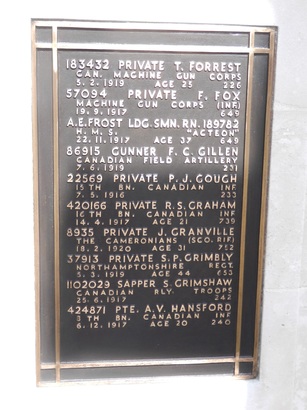 183432 PRIVATE T. FORREST
CAN. MACHINE GUN CORPS
5. 2. 1919 AGE 25 226
57094 PRIVATE F. FOX
MACHINE GUN CORPS (INF)
19. 9. 1917 649
A.E. FROST LDG. SMN. RN. 189782
H. M. S. "ACTEON"
22. 11. 1917 AGE 37 649
86915 GUNNER F. C. GILLEN
CANADIAN FIELD ARTILLERY
7. 6. 1919 231
22569 PRIVATE P. J. GOUGH
15TH BN. CANADIAN INF
7. 5. 1916 233
420166 PRIVATE R. S. GRAHAM
16TH BN. CANADIAN INF
14. 4. 1917 AGE 21 739
8935 PRIVATE J. GRANVILLE
THE CAMERONIANS (SCO. RIF)
18. 2. 1920 AGE 31 752
37913 PRIVATE S. P. GRIMBLY
NORTHAMPTONSHIRE REGT.
5. 3. 1919 AGE 44 653
1102029 SAPPER S. GRIMSHAW
CANADIAN RLY. TROOPS
25. 6. 1917 242
424871 PTE. A. V. HANSFORD
BN. CANADIAN INF
6. 12. 1917 AGE 20 240